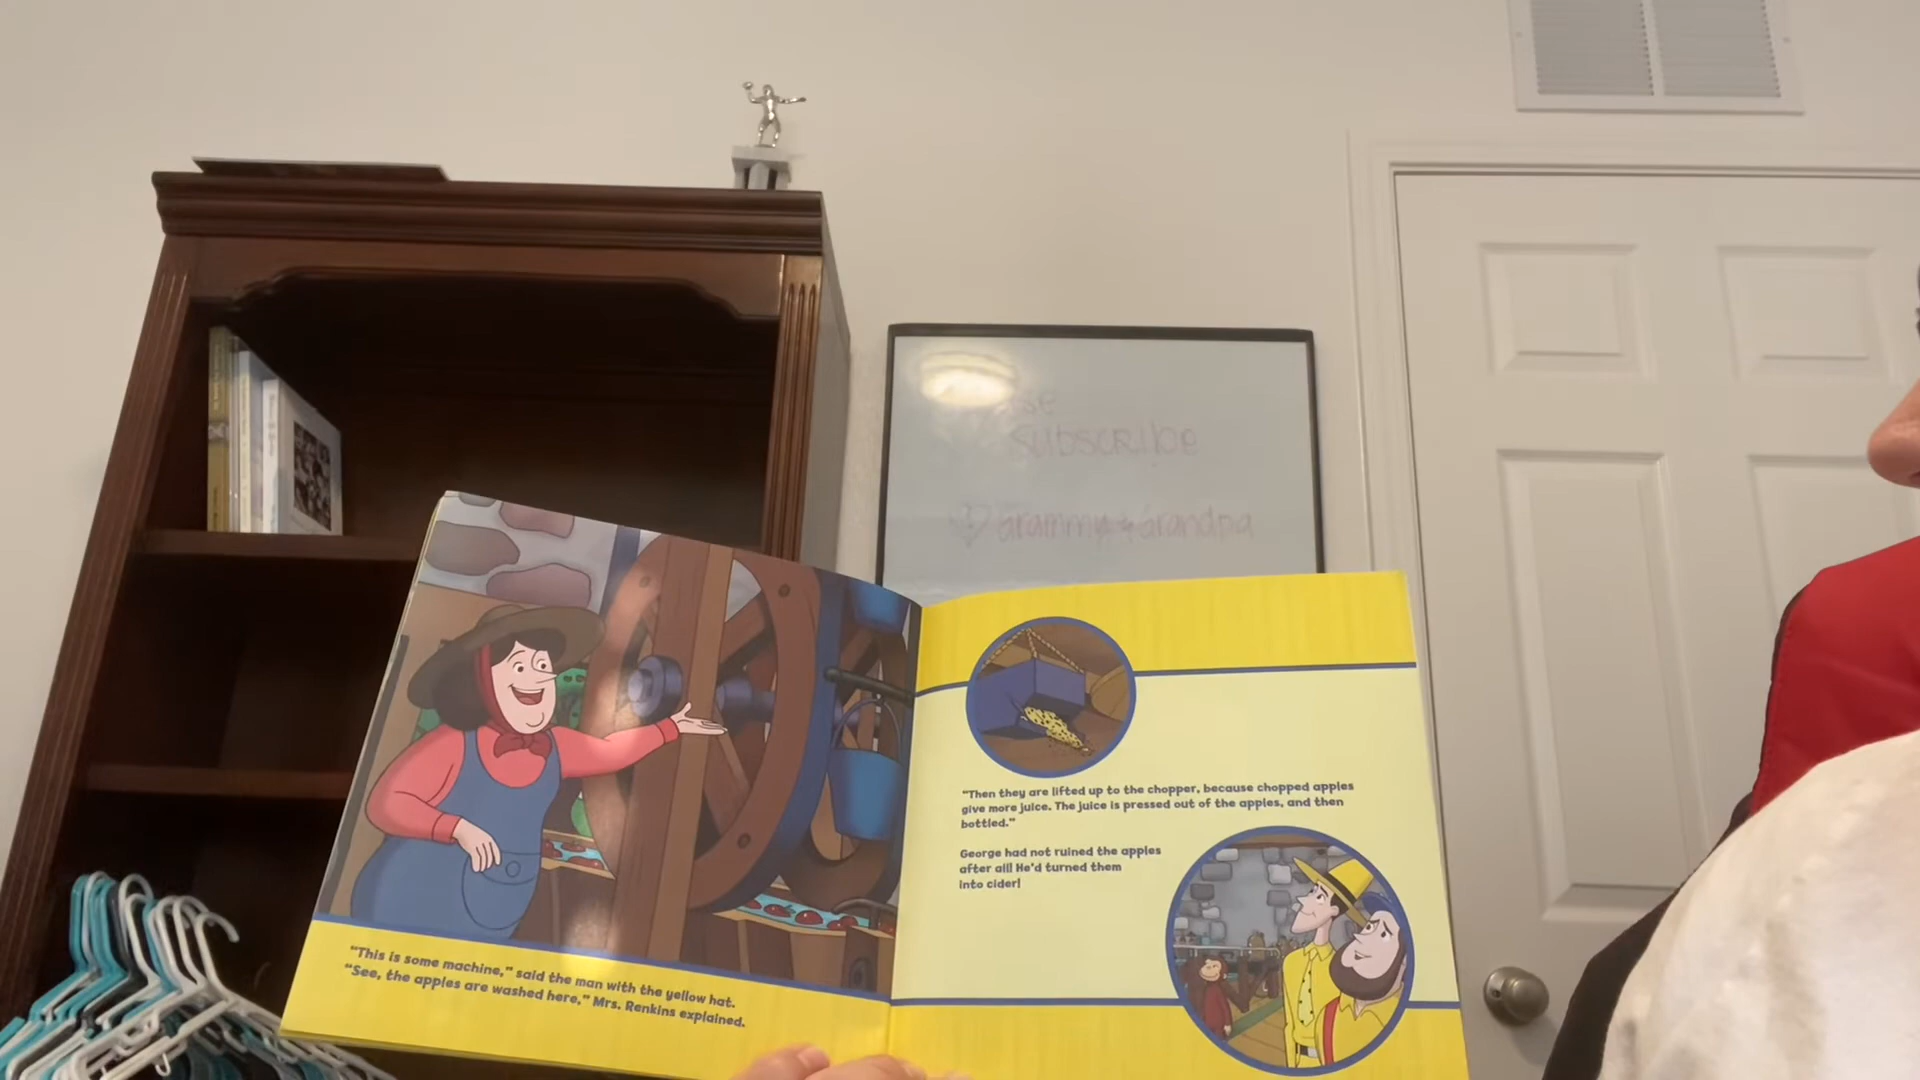 SUBSCRIBE
Grammy & Grandpa
"This is some machine," said the man with the yellow hat.
"See, the apples are washed here," Mrs. Renkins explained.
"Then they are lifted up to the chopper, because chopped apples
give more juice. The juice is pressed out of the apples, and then
bottled."
George had not ruined the apples
after all! He'd turned them
into cider!